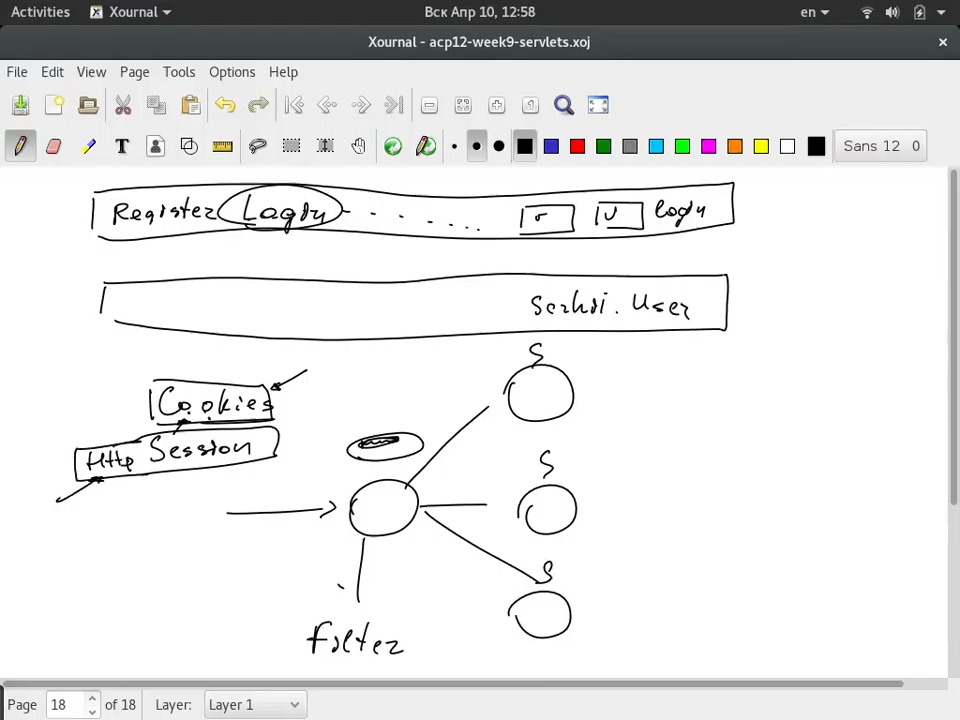 Activities Xournal Вск Апр 10, 12:58 en
Xournal - acp12-week9-servlets.xoj
File Edit View Page Tools Options Help
Sans 12 0
Register Login login
Serhii. User
S
Cookies
Http Session
S
S
Filter
Page 18 of 18 Layer: Layer 1